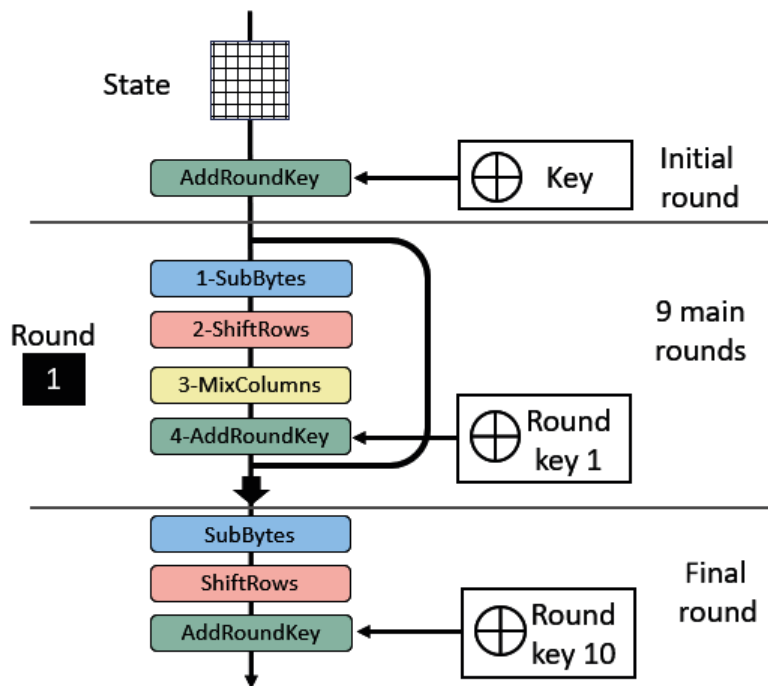 State
AddRoundKey
Key
Initial
round
1-SubBytes
2-ShiftRows
3-MixColumns
4-AddRoundKey
Round
1
9 main
rounds
Round
key 1
SubBytes
ShiftRows
AddRoundKey
Round
key 10
Final
round